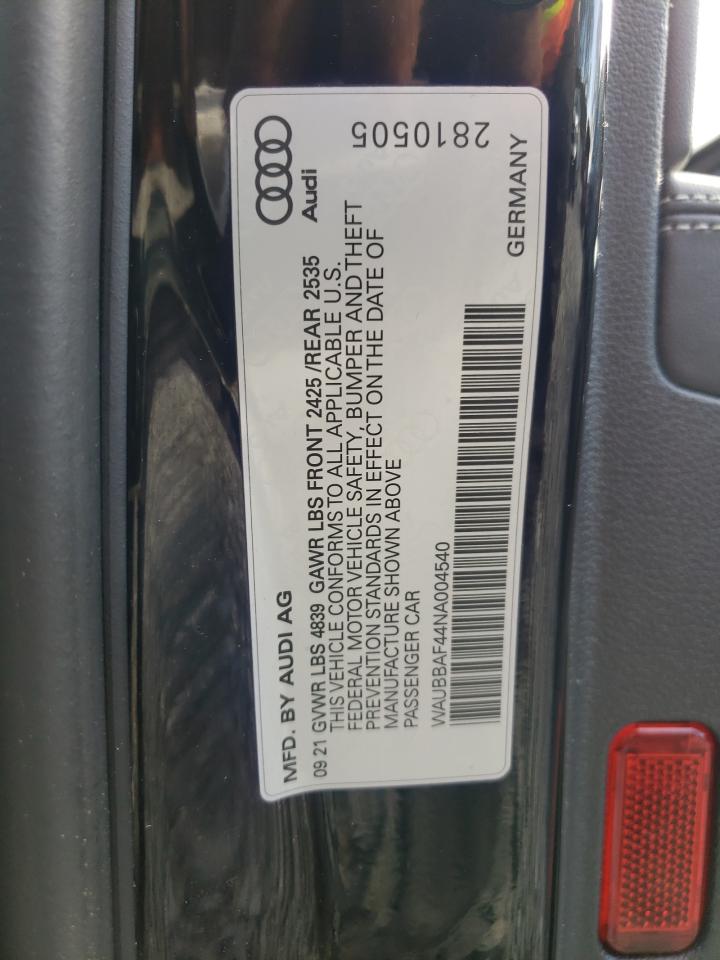 MFD. BY AUDI AG
Audi
09 21 GVWR LBS 4839 GAWR LBS FRONT 2425 /REAR 2535
THIS VEHICLE CONFORMS TO ALL APPLICABLE U.S.
FEDERAL MOTOR VEHICLE SAFETY, BUMPER AND THEFT
PREVENTION STANDARDS IN EFFECT ON THE DATE OF
MANUFACTURE SHOWN ABOVE
PASSENGER CAR
WAUBBAF44NA004540
2810505
GERMANY